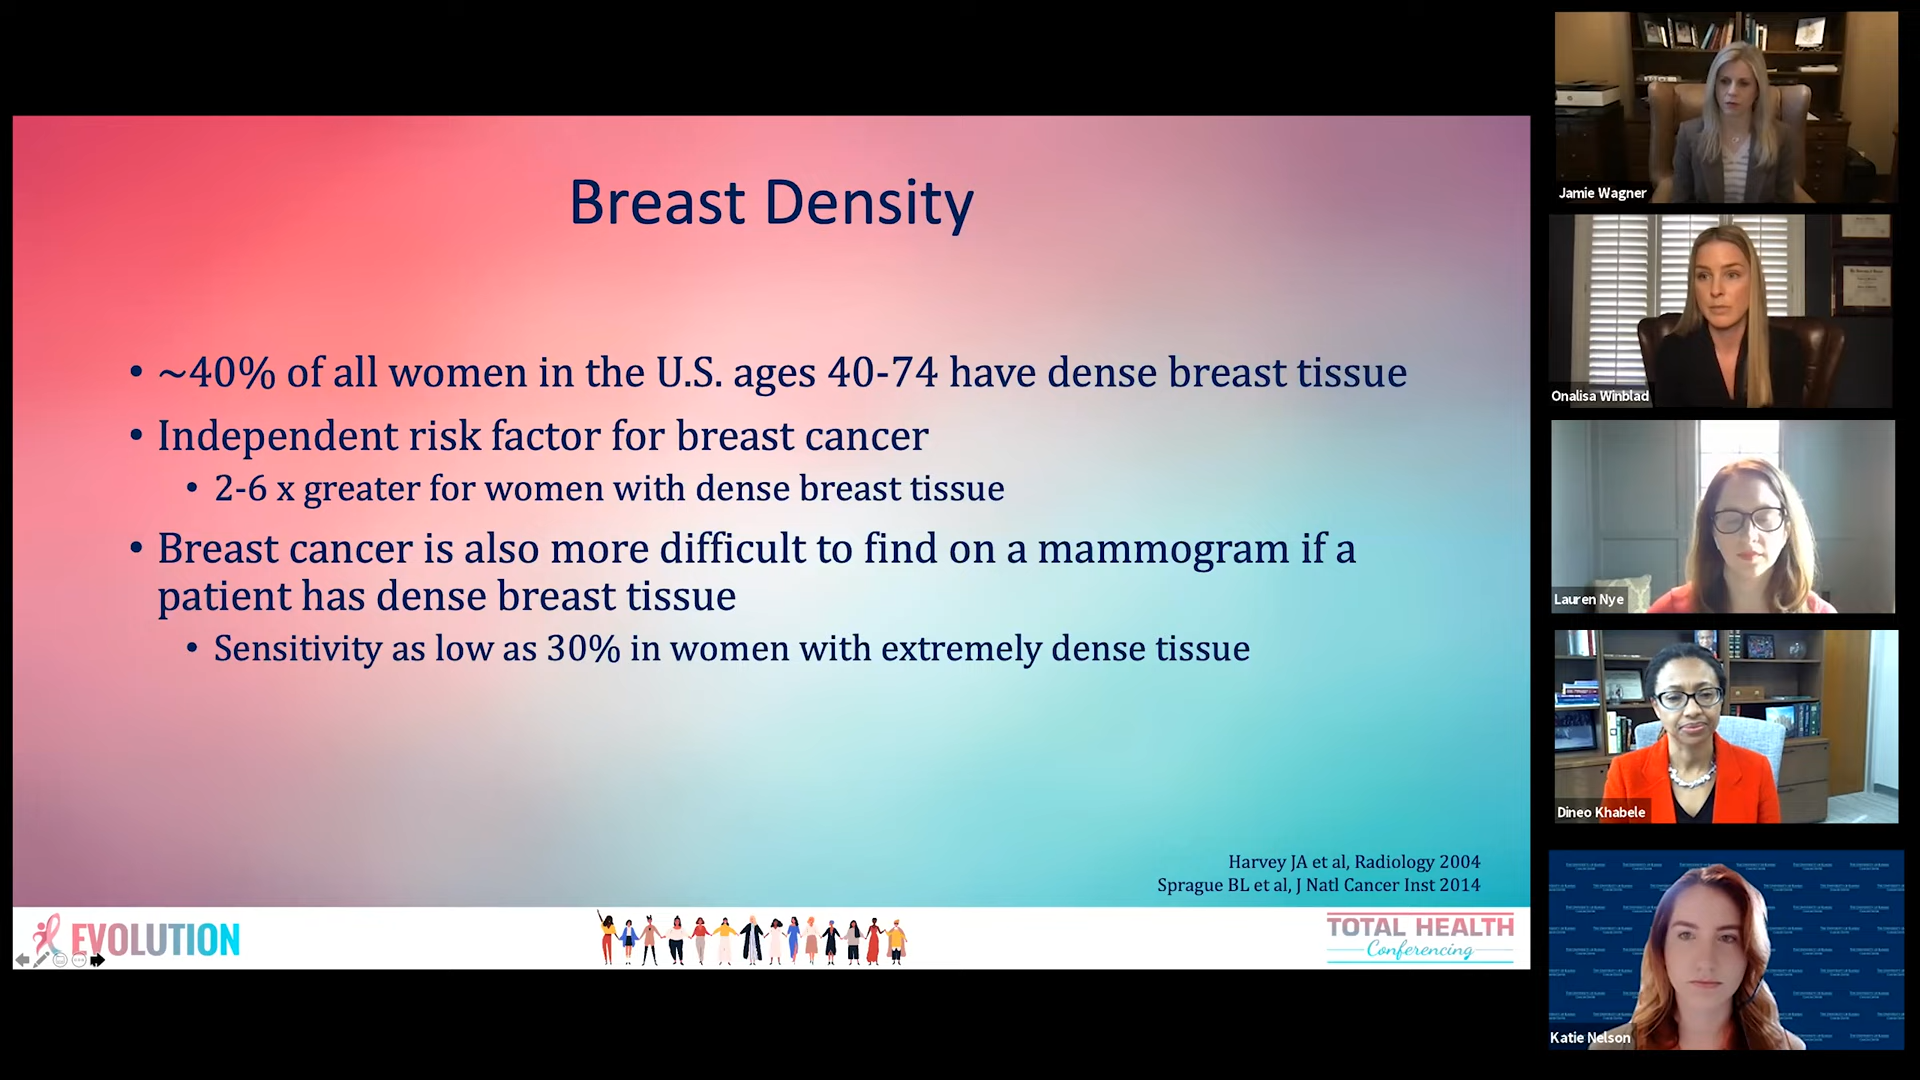 Breast Density
• ~40% of all women in the U.S. ages 40-74 have dense breast tissue
• Independent risk factor for breast cancer
• 2-6 x greater for women with dense breast tissue
• Breast cancer is also more difficult to find on a mammogram if a
patient has dense breast tissue
• Sensitivity as low as 30% in women with extremely dense tissue
Harvey JA et al, Radiology 2004
Sprague BL et al, J Natl Cancer Inst 2014
EVOLUTION
TOTAL HEALTH
Conferencing
Jamie Wagner
Onalisa Winblad
Lauren Nye
Dineo Khabele
Katie Nelson